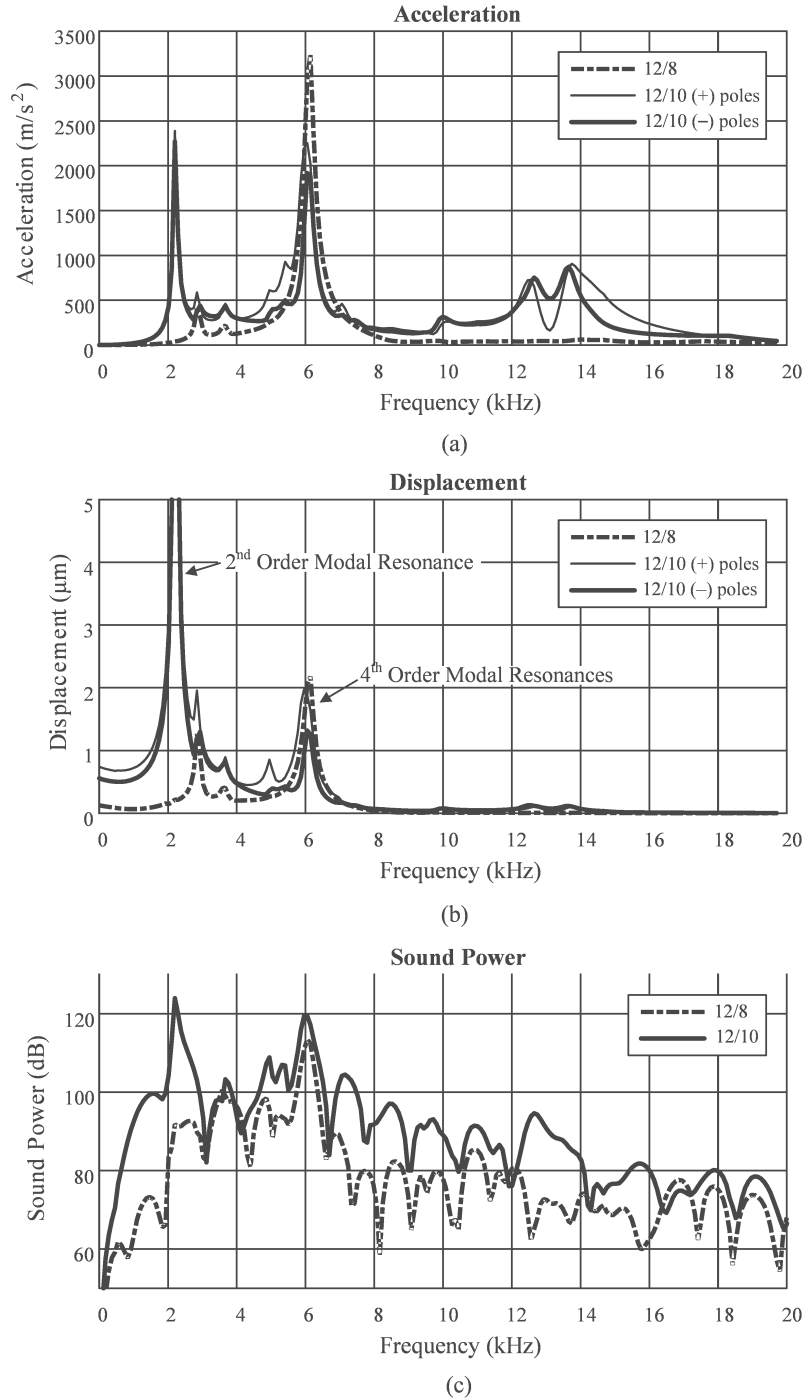 Acceleration
3500
3000
2500
2000
1500
1000
500
0
Acceleration (m/s²)
12/8
12/10 (+) poles
12/10 (–) poles
0 2 4 6 8 10 12 14 16 18 20
Frequency (kHz)
(a)
Displacement
5
4
3
2
1
0
Displacement (μm)
12/8
12/10 (+) poles
12/10 (–) poles
2nd Order Modal Resonance
4th Order Modal Resonances
0 2 4 6 8 10 12 14 16 18 20
Frequency (kHz)
(b)
Sound Power
120
100
80
60
Sound Power (dB)
12/8
12/10
0 2 4 6 8 10 12 14 16 18 20
Frequency (kHz)
(c)